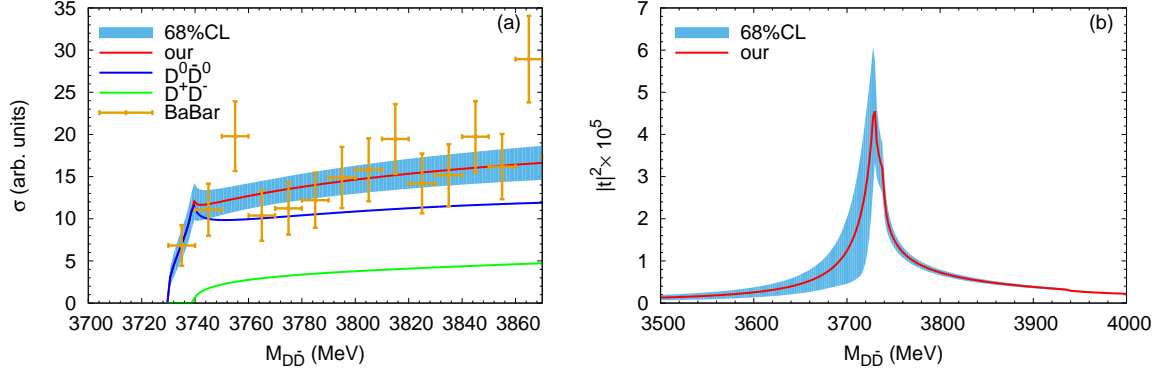 (a)
68%CL
our
D⁰D̄⁰
D⁺D⁻
BaBar
σ (arb. units)
35
30
25
20
15
10
5
0
3700 3720 3740 3760 3780 3800 3820 3840 3860
M_DD̄ (MeV)
(b)
68%CL
our
|t|²× 10⁵
7
6
5
4
3
2
1
0
3500 3600 3700 3800 3900 4000
M_DD̄ (MeV)